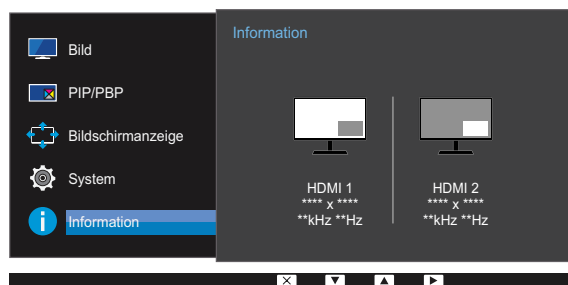 Bild
PIP/PBP
Bildschirmanzeige
System
Information
Information
HDMI 1
**** x ****
**kHz **Hz
HDMI 2
**** x ****
**kHz **Hz